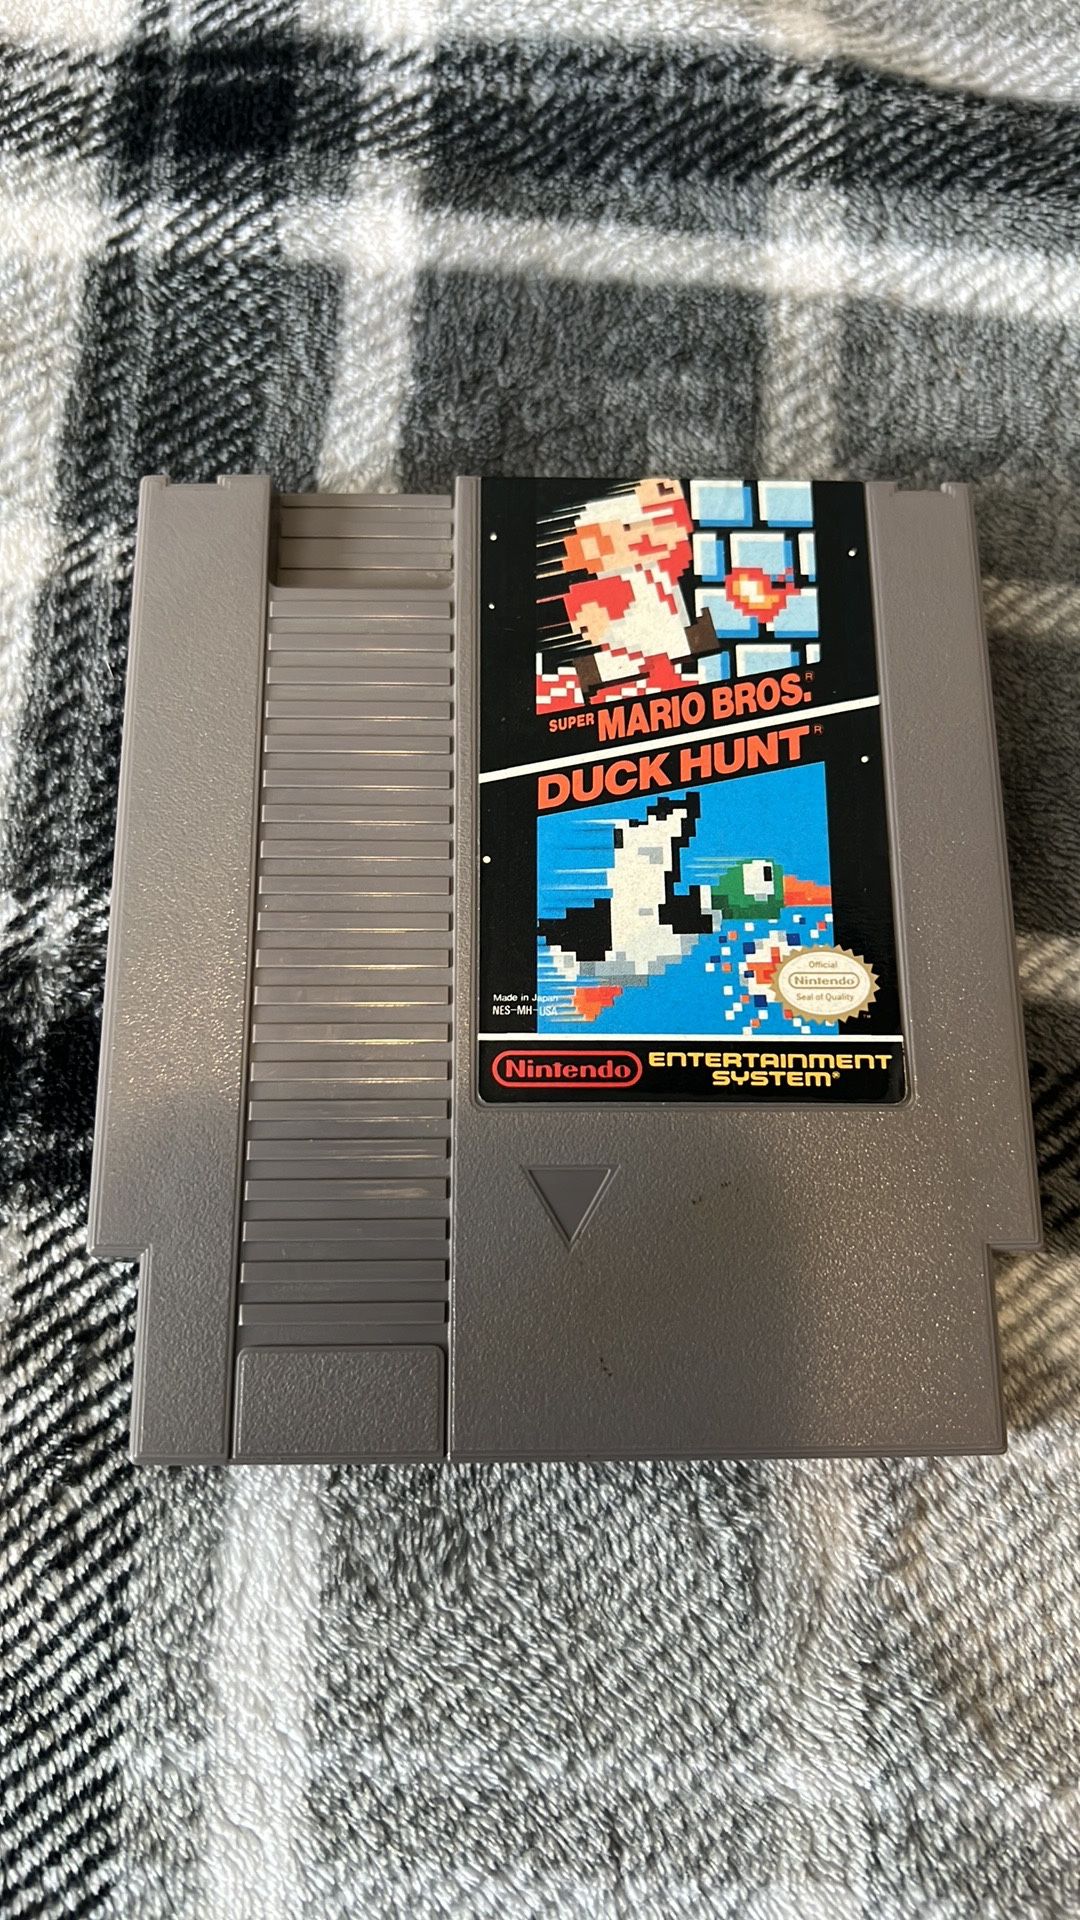 SUPER MARIO BROS.®
DUCK HUNT®
Official
Nintendo
Seal of Quality
Made in Japan
NES-MH-USA
Nintendo ENTERTAINMENT
SYSTEM®